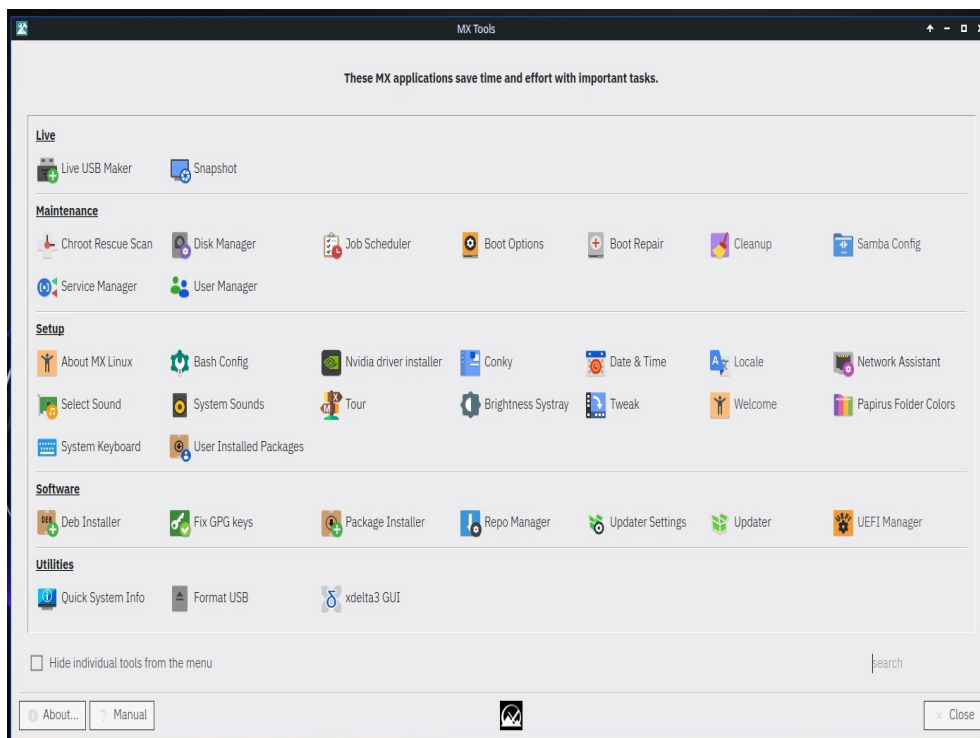 MX Tools
These MX applications save time and effort with important tasks.
Live
Live USB Maker Snapshot
Maintenance
Chroot Rescue Scan Disk Manager Job Scheduler Boot Options Boot Repair Cleanup Samba Config
Service Manager User Manager
Setup
About MX Linux Bash Config Nvidia driver installer Conky Date & Time Locale Network Assistant
Select Sound System Sounds Tour Brightness Systray Tweak Welcome Papirus Folder Colors
System Keyboard User Installed Packages
Software
DEB Deb Installer Fix GPG keys Package Installer Repo Manager Updater Settings Updater UEFI UEFI Manager
Utilities
Quick System Info Format USB δ xdelta3 GUI
Hide individual tools from the menu search
About... ? Manual Close